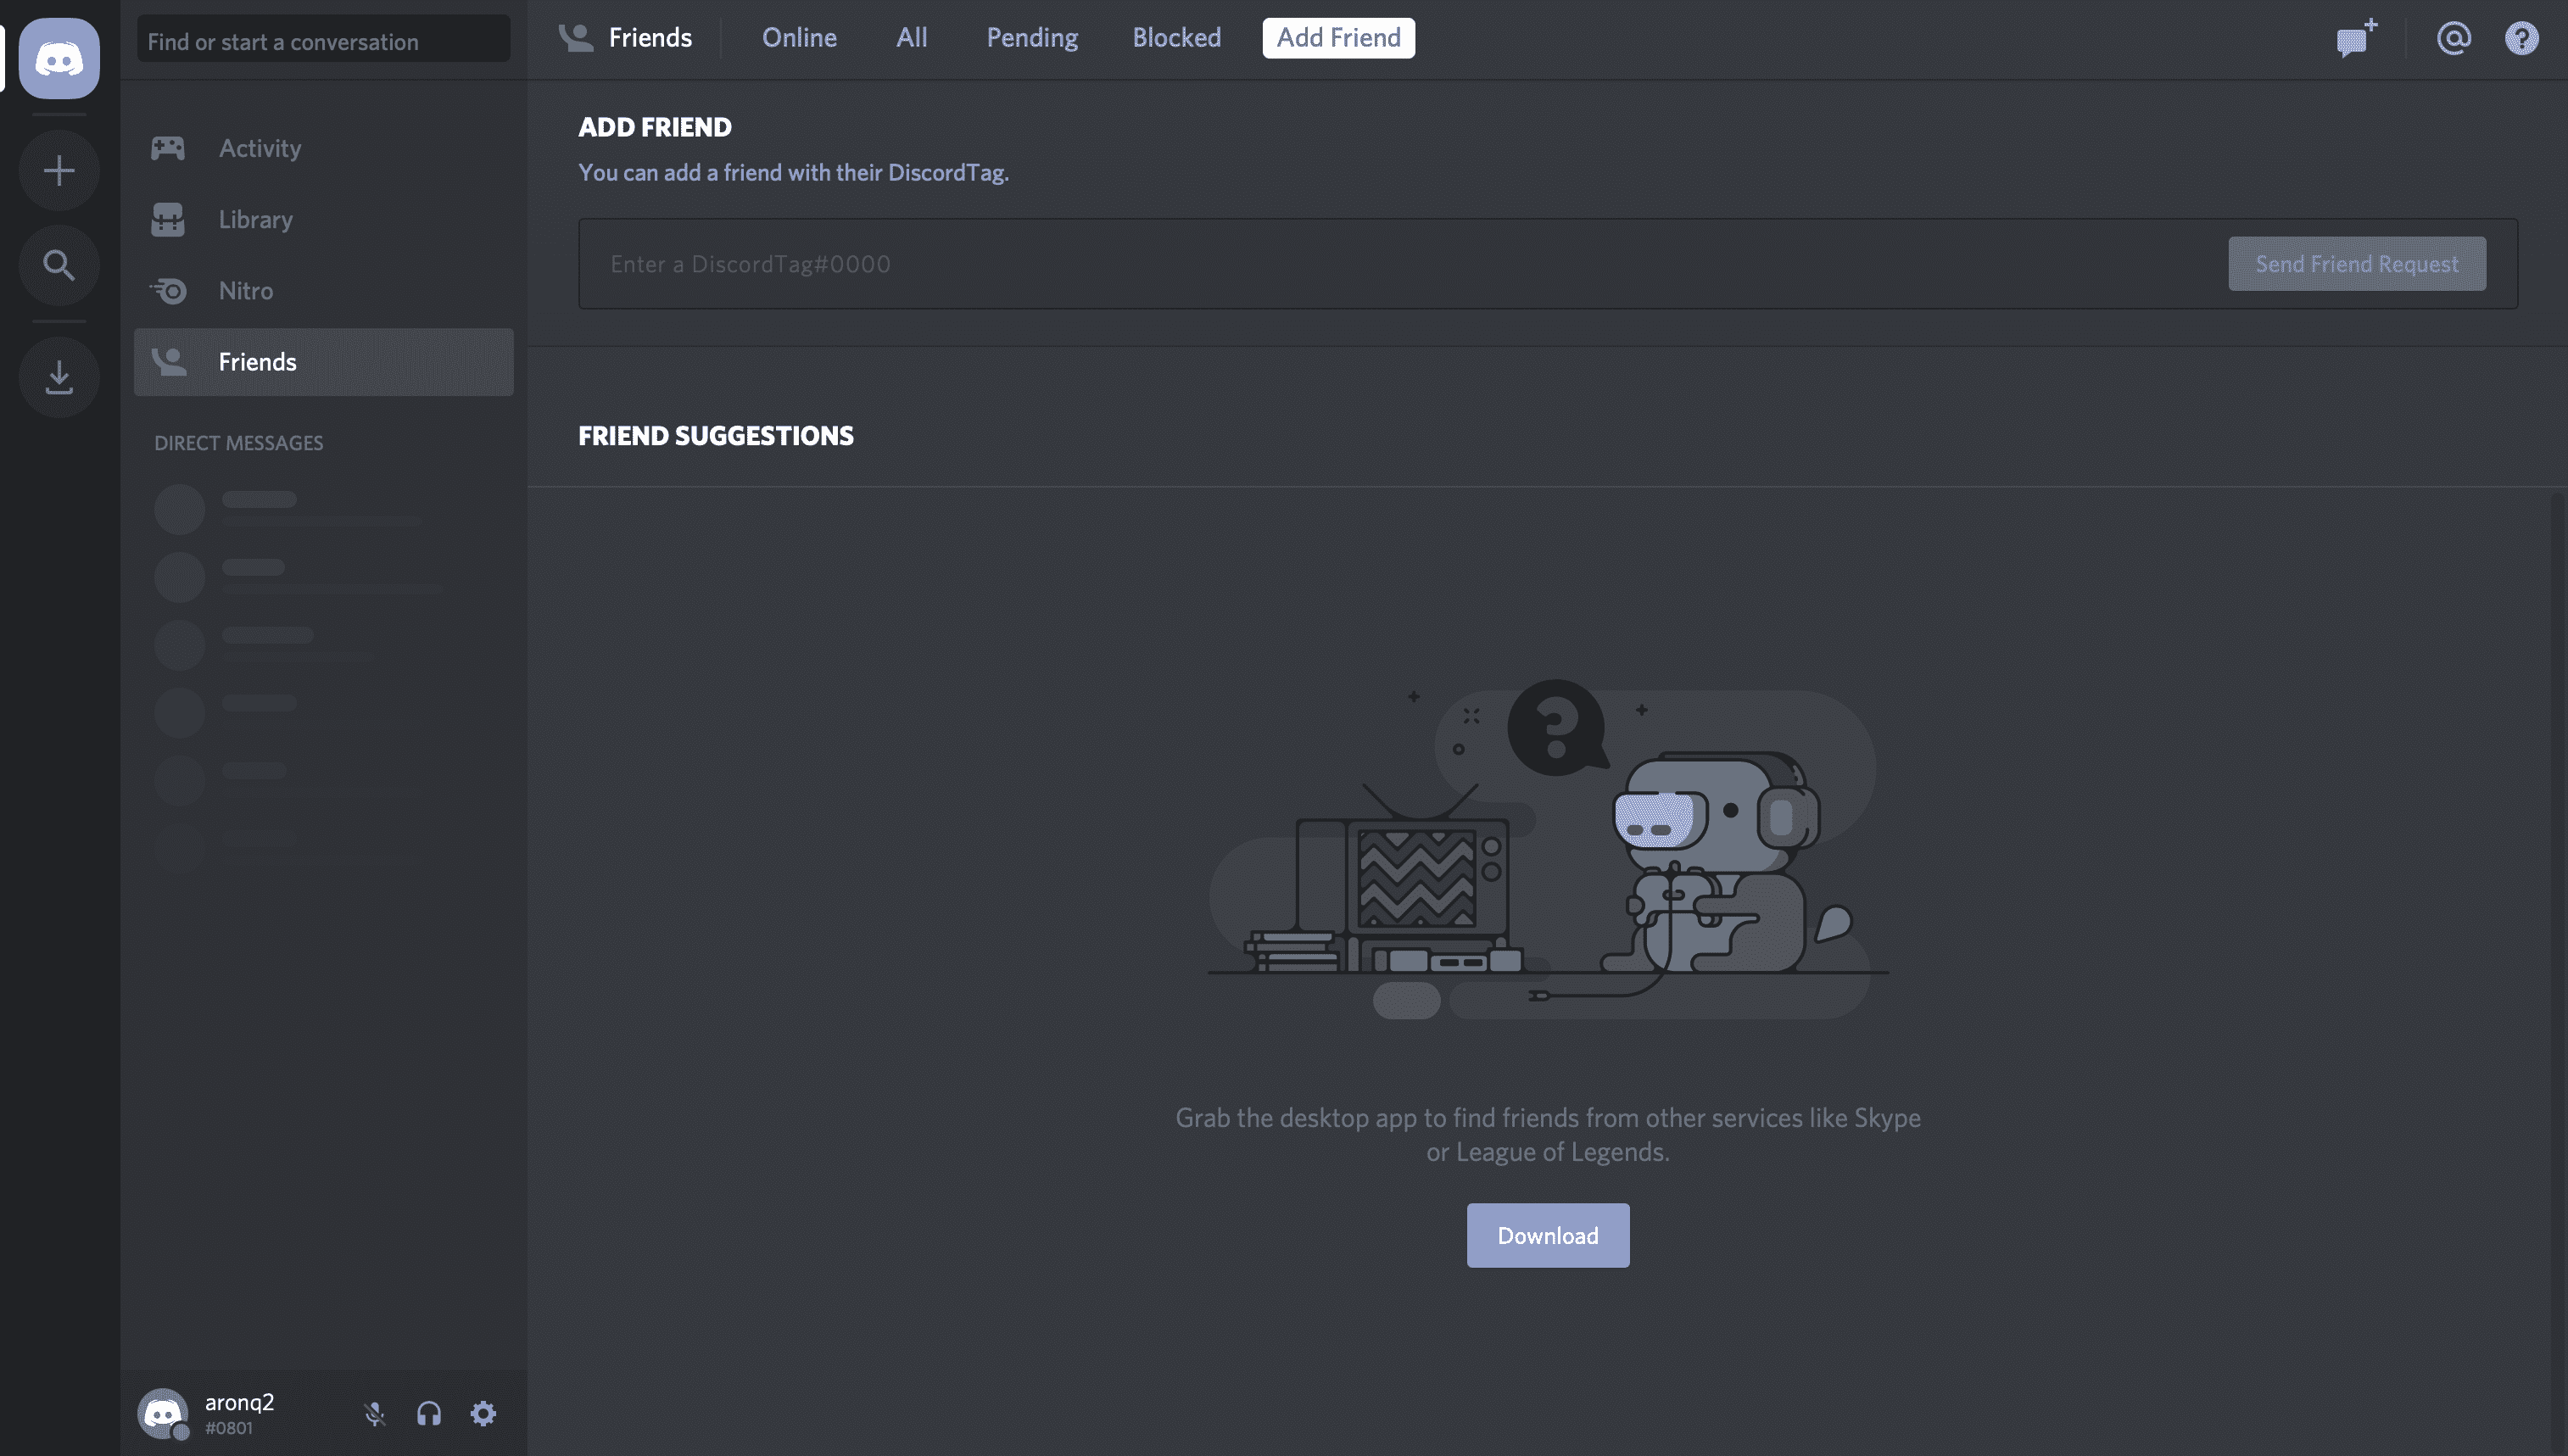 Find or start a conversation
Activity
Library
Nitro
Friends
DIRECT MESSAGES
aronq2
#0801
Friends
Online
All
Pending
Blocked
Add Friend
ADD FRIEND
You can add a friend with their DiscordTag.
Enter a DiscordTag#0000
Send Friend Request
FRIEND SUGGESTIONS
?
Grab the desktop app to find friends from other services like Skype
or League of Legends.
Download